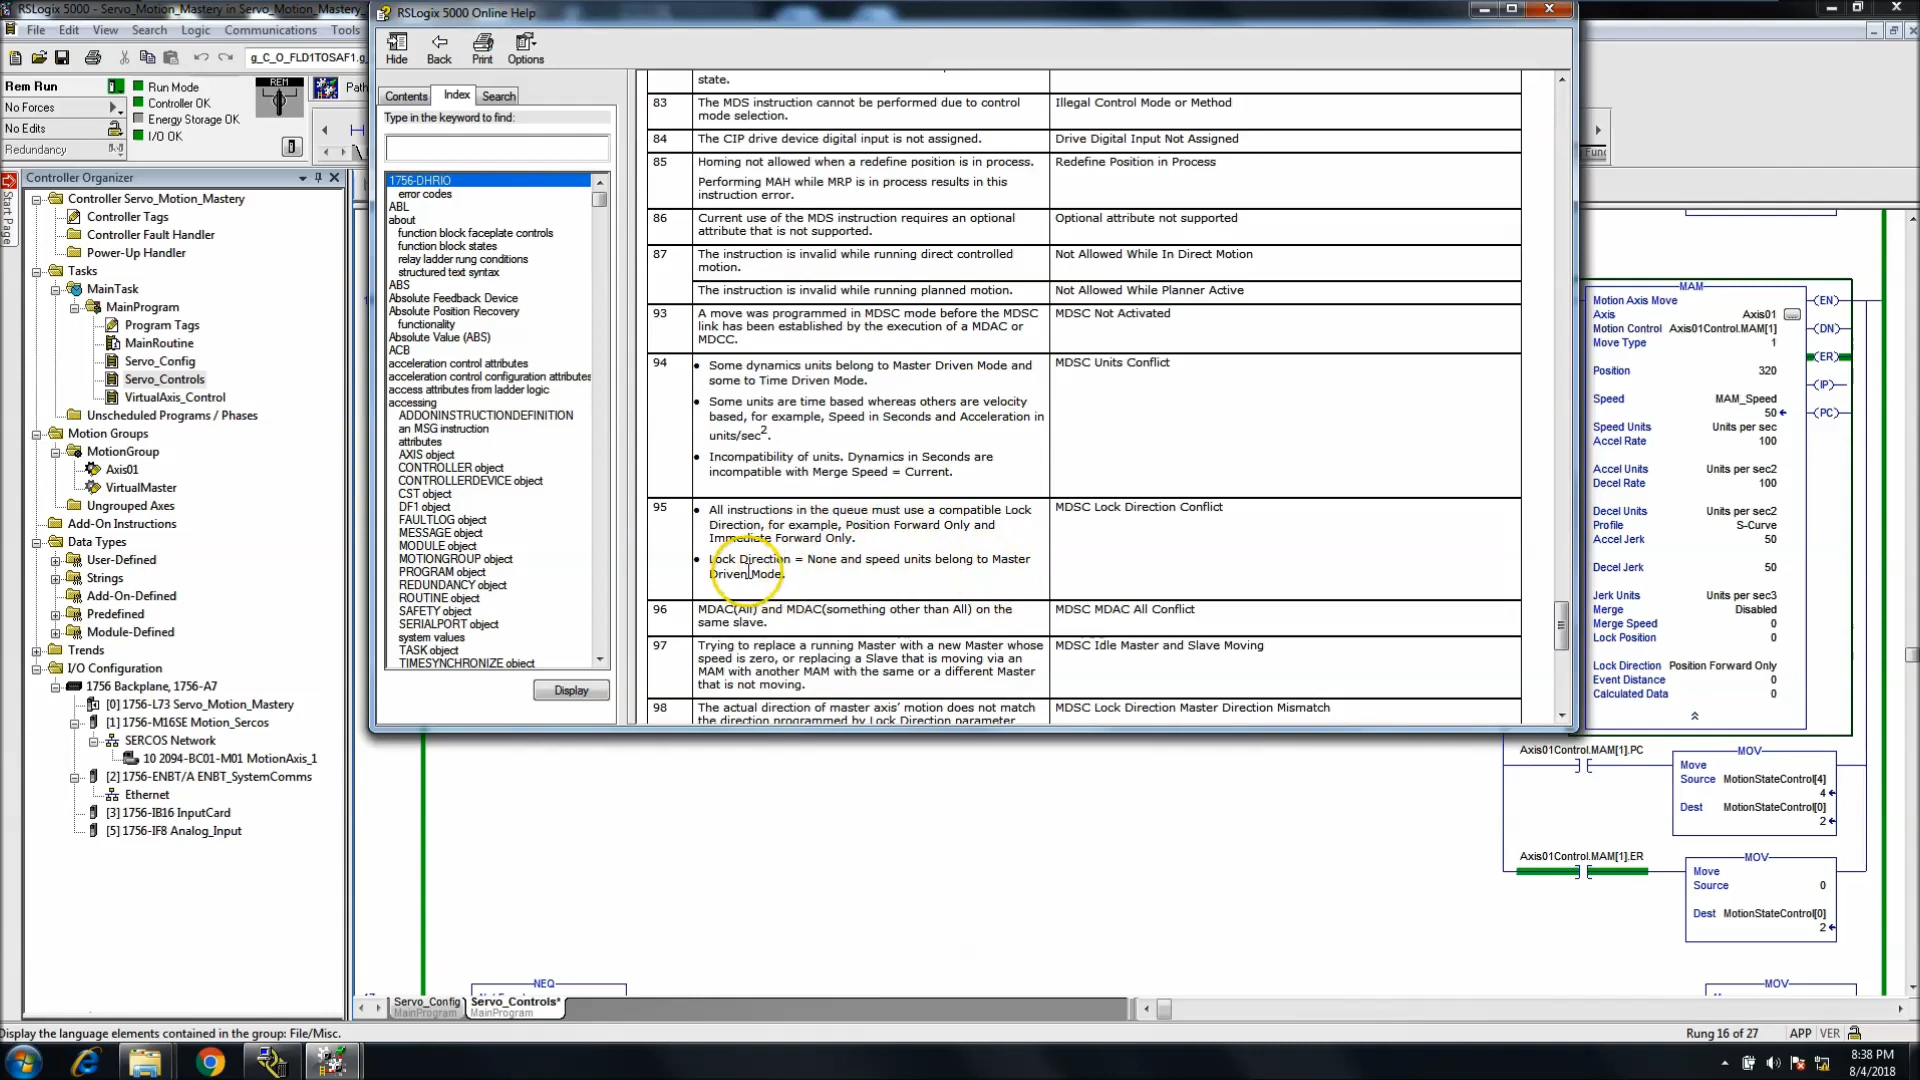 RSLogix 5000 - Servo_Motion_Mastery in Servo_Motion_Mastery_
File Edit View Search Logic Communications Tools
g_C_O_FLD1TOSAF1.g_
Rem Run
No Forces
No Edits
Redundancy
Run Mode
Controller OK
Energy Storage OK
I/O OK
REM
Path
Start Page
Controller Organizer
Controller Servo_Motion_Mastery
Controller Tags
Controller Fault Handler
Power-Up Handler
Tasks
MainTask
MainProgram
Program Tags
MainRoutine
Servo_Config
Servo_Controls
VirtualAxis_Control
Unscheduled Programs / Phases
Motion Groups
MotionGroup
Axis01
VirtualMaster
Ungrouped Axes
Add-On Instructions
Data Types
User-Defined
Strings
Add-On-Defined
Predefined
Module-Defined
Trends
I/O Configuration
1756 Backplane, 1756-A7
[0] 1756-L73 Servo_Motion_Mastery
[1] 1756-M16SE Motion_Sercos
SERCOS Network
10 2094-BC01-M01 MotionAxis_1
[2] 1756-ENBT/A ENBT_SystemComms
Ethernet
[3] 1756-IB16 InputCard
[5] 1756-IF8 Analog_Input
RSLogix 5000 Online Help
Hide Back Print Options
Contents Index Search
Type in the keyword to find:
1756-DHRIO
error codes
ABL
about
function block faceplate controls
function block states
relay ladder rung conditions
structured text syntax
ABS
Absolute Feedback Device
Absolute Position Recovery
functionality
Absolute Value (ABS)
ACB
acceleration control attributes
acceleration control configuration attributes
access attributes from ladder logic
accessing
ADDONINSTRUCTIONDEFINITION
an MSG instruction
attributes
AXIS object
CONTROLLER object
CONTROLLERDEVICE object
CST object
DF1 object
FAULTLOG object
MESSAGE object
MODULE object
MOTIONGROUP object
PROGRAM object
REDUNDANCY object
ROUTINE object
SAFETY object
SERIALPORT object
system values
TASK object
TIMESYNCHRONIZE object
Display
state.
83 The MDS instruction cannot be performed due to control Illegal Control Mode or Method
mode selection.
84 The CIP drive device digital input is not assigned. Drive Digital Input Not Assigned
85 Homing not allowed when a redefine position is in process. Redefine Position in Process
Performing MAH while MRP is in process results in this
instruction error.
86 Current use of the MDS instruction requires an optional Optional attribute not supported
attribute that is not supported.
87 The instruction is invalid while running direct controlled Not Allowed While In Direct Motion
motion.
The instruction is invalid while running planned motion. Not Allowed While Planner Active
93 A move was programmed in MDSC mode before the MDSC MDSC Not Activated
link has been established by the execution of a MDAC or
MDCC.
94 • Some dynamics units belong to Master Driven Mode and MDSC Units Conflict
some to Time Driven Mode.
• Some units are time based whereas others are velocity
based, for example, Speed in Seconds and Acceleration in
units/sec2.
• Incompatibility of units. Dynamics in Seconds are
incompatible with Merge Speed = Current.
95 • All instructions in the queue must use a compatible Lock MDSC Lock Direction Conflict
Direction, for example, Position Forward Only and
Immediate Forward Only.
• Lock Direction = None and speed units belong to Master
Driven Mode.
96 MDAC(All) and MDAC(something other than All) on the MDSC MDAC All Conflict
same slave.
97 Trying to replace a running Master with a new Master whose MDSC Idle Master and Slave Moving
speed is zero, or replacing a Slave that is moving via an
MAM with another MAM with the same or a different Master
that is not moving.
98 The actual direction of master axis' motion does not match MDSC Lock Direction Master Direction Mismatch
the direction programmed by Lock Direction parameter
Func
MAM
Motion Axis Move
Axis Axis01 ...
Motion Control Axis01Control.MAM[1]
Move Type 1
Position 320
Speed MAM_Speed
50
Speed Units Units per sec
Accel Rate 100
Accel Units Units per sec2
Decel Rate 100
Decel Units Units per sec2
Profile S-Curve
Accel Jerk 50
Decel Jerk 50
Jerk Units Units per sec3
Merge Disabled
Merge Speed 0
Lock Position 0
Lock Direction Position Forward Only
Event Distance 0
Calculated Data 0
(EN)
(DN)
(ER)
(IP)
(PC)
Axis01Control.MAM[1].PC
MOV
Move
Source MotionStateControl[4]
4
Dest MotionStateControl[0]
2
Axis01Control.MAM[1].ER
MOV
Move
Source 0
Dest MotionStateControl[0]
2
NEQ
MOV
Servo_Config Servo_Controls*
MainProgram MainProgram
Display the language elements contained in the group: File/Misc.
Rung 16 of 27 APP VER
8:38 PM
8/4/2018